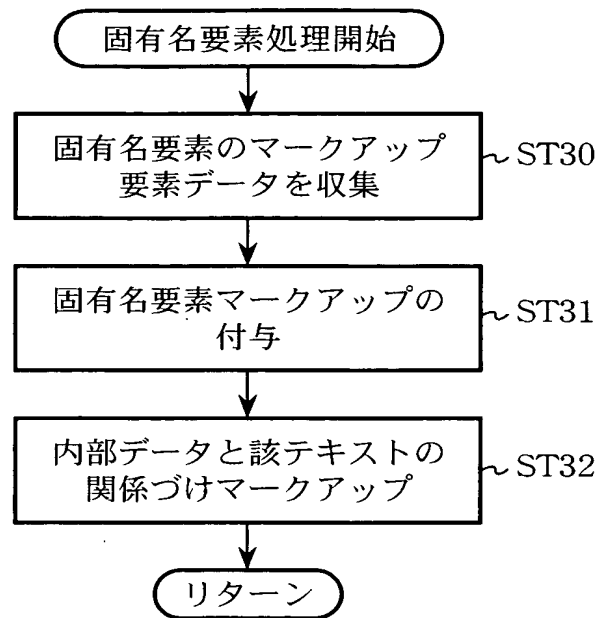 固有名要素処理開始
固有名要素のマークアップ
要素データを収集
ST30
固有名要素マークアップの
付与
ST31
内部データと該テキストの
関係づけマークアップ
ST32
リターン